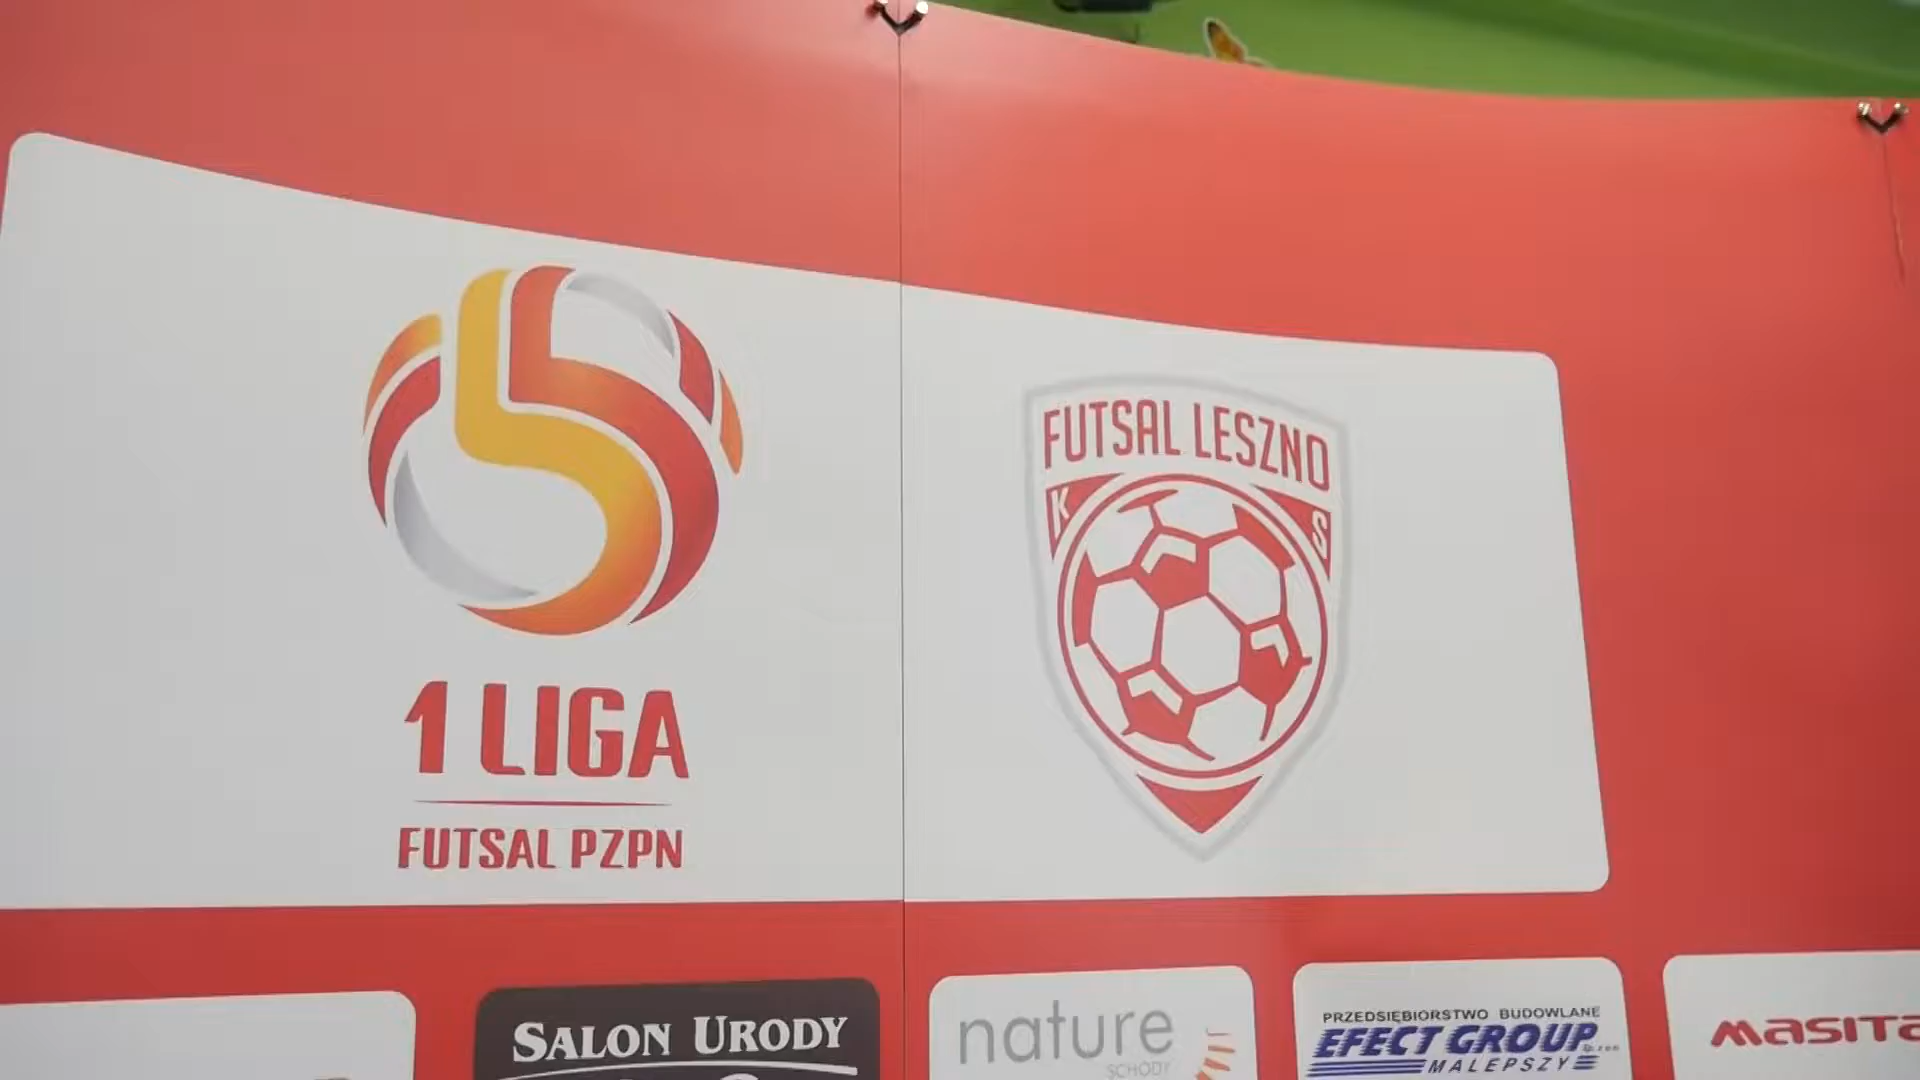 1 LIGA
FUTSAL PZPN
FUTSAL LESZNO
K S
SALON URODY
nature
SCHODY
PRZEDSIĘBIORSTWO BUDOWLANE
EFECT GROUP
MALEPSZY
MASITA